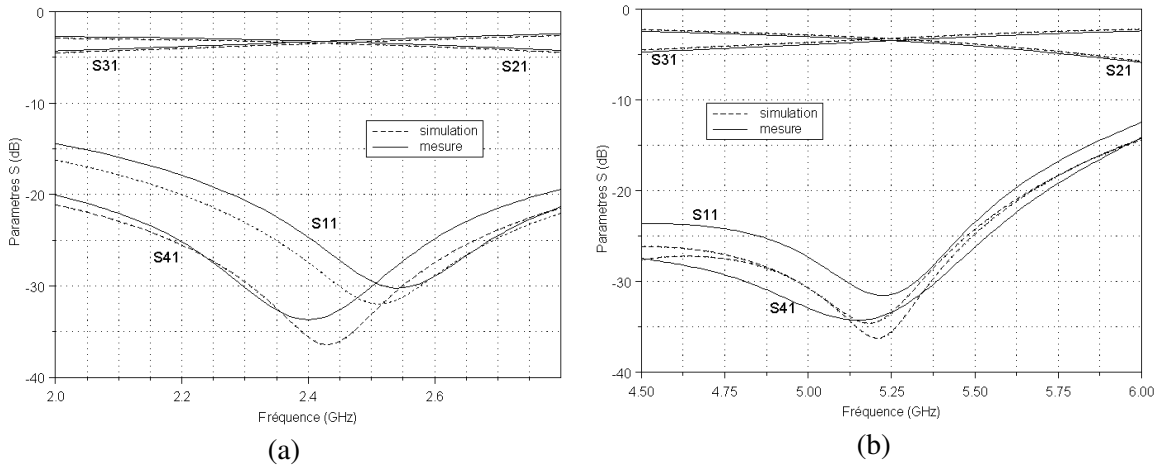 0
-10
-20
-30
-40
Parametres S (dB)
S31
S21
simulation
mesure
S11
S41
2.0
2.2
2.4
2.6
Fréquence (GHz)
(a)
0
-10
-20
-30
-40
Parametres S (dB)
S31
S21
simulation
mesure
S11
S41
4.50
4.75
5.00
5.25
5.50
5.75
6.00
Fréquence (GHz)
(b)